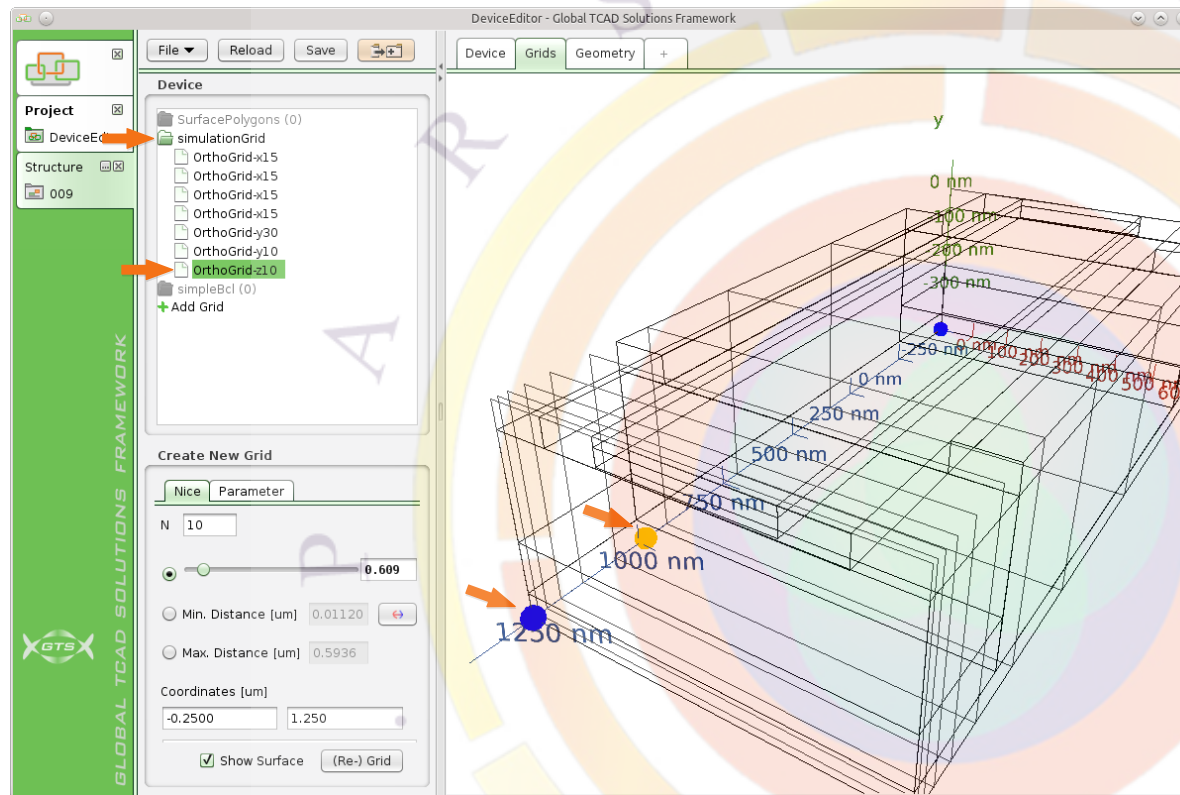 DeviceEditor - Global TCAD Solutions Framework
File Reload Save
Device Grids Geometry +
Device
Project
DeviceEdi
Structure
009
SurfacePolygons (0)
simulationGrid
OrthoGrid-x15
OrthoGrid-x15
OrthoGrid-x15
OrthoGrid-x15
OrthoGrid-y30
OrthoGrid-y10
OrthoGrid-z10
simpleBcl (0)
Add Grid
Create New Grid
Nice Parameter
N 10
0.609
Min. Distance [um] 0.01120
Max. Distance [um] 0.5936
Coordinates [um]
-0.2500 1.250
Show Surface (Re-) Grid
GTS
GLOBAL TCAD SOLUTIONS FRAMEWORK
y
0 nm
-100 nm
-200 nm
-300 nm
-250 nm
0 nm
250 nm
500 nm
750 nm
1000 nm
1250 nm
0 nm
100 nm
200 nm
300 nm
400 nm
500 nm
P A R S